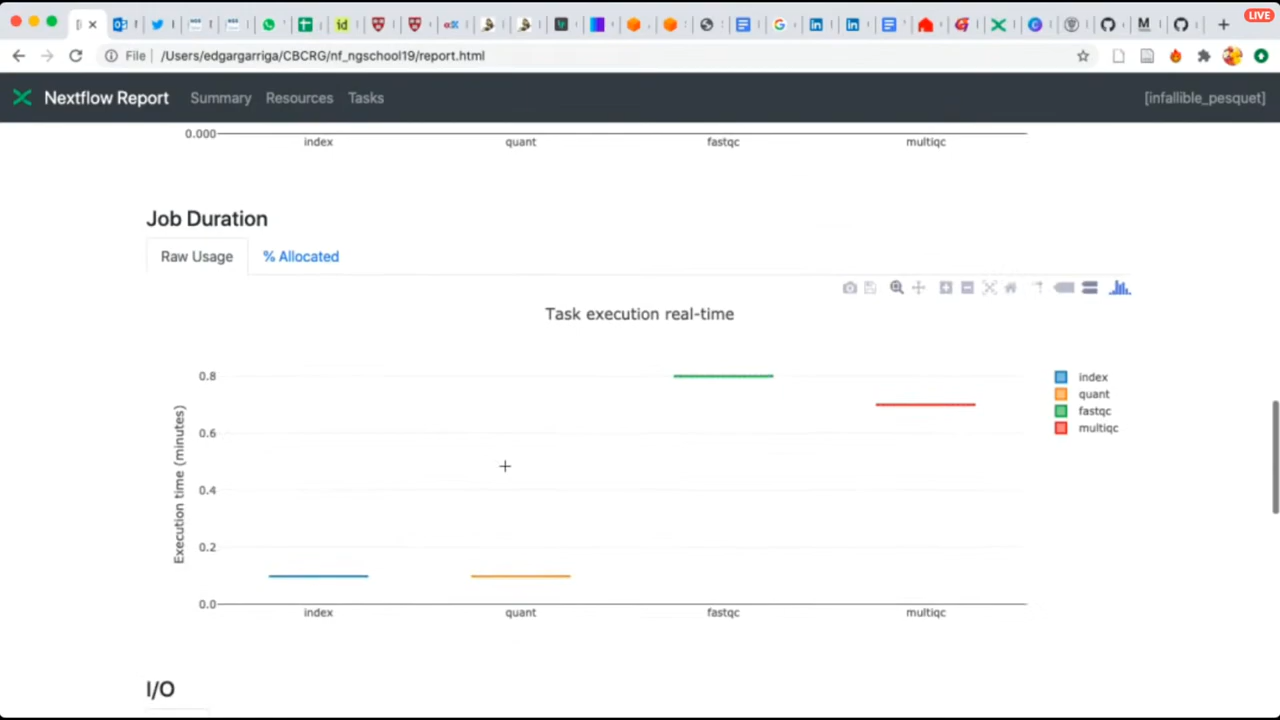 LIVE
File | /Users/edgargarriga/CBCRG/nf_ngschool19/report.html
Nextflow Report Summary Resources Tasks [infallible_pesquet]
0.000
index quant fastqc multiqc
Job Duration
Raw Usage % Allocated
Task execution real-time
0.8
0.6
0.4
0.2
0.0
Execution time (minutes)
index
quant
fastqc
multiqc
index quant fastqc multiqc
I/O